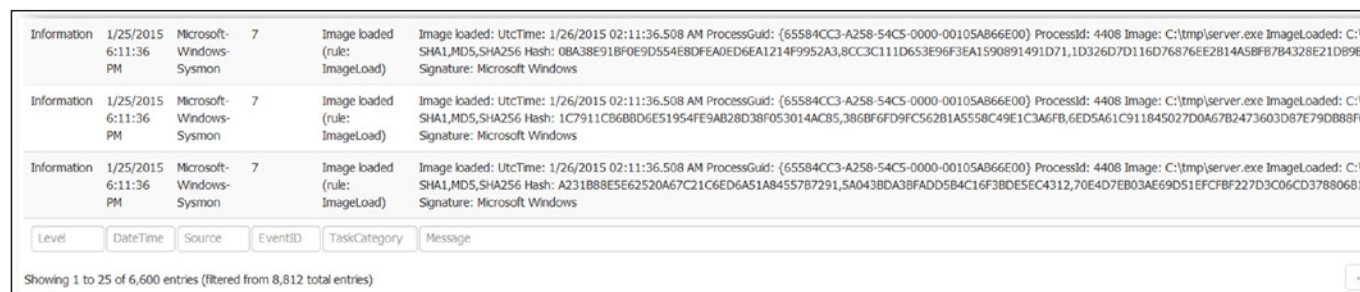 Information 1/25/2015 Microsoft- 7 Image loaded Image loaded: UtcTime: 1/26/2015 02:11:36.508 AM ProcessGuid: {65584CC3-A258-54C5-0000-00105AB66E00} ProcessId: 4408 Image: C:\tmp\server.exe ImageLoaded: C:\
6:11:36 Windows- (rule: SHA1,MD5,SHA256 Hash: 0BA38E91BF0E9D554E8DFEA0ED6EA1214F9952A3,8CC3C111D653E96F3EA1590891491D71,1D326D7D116D76876EE2B14A5BFB7B4328E21DB9E
PM Sysmon ImageLoad) Signature: Microsoft Windows
Information 1/25/2015 Microsoft- 7 Image loaded Image loaded: UtcTime: 1/26/2015 02:11:36.508 AM ProcessGuid: {65584CC3-A258-54C5-0000-00105AB66E00} ProcessId: 4408 Image: C:\tmp\server.exe ImageLoaded: C:\
6:11:36 Windows- (rule: SHA1,MD5,SHA256 Hash: 1C7911CB6BBD6E51954FE9AB28D38F053014AC85,386BF6FD9FC562B1A5558C49E1C3A6FB,6ED5A61C911845027D0A67B2473603D87E79DB88F
PM Sysmon ImageLoad) Signature: Microsoft Windows
Information 1/25/2015 Microsoft- 7 Image loaded Image loaded: UtcTime: 1/26/2015 02:11:36.508 AM ProcessGuid: {65584CC3-A258-54C5-0000-00105AB66E00} ProcessId: 4408 Image: C:\tmp\server.exe ImageLoaded: C:\
6:11:36 Windows- (rule: SHA1,MD5,SHA256 Hash: A231B88E5E62520A67C21C6ED6A51A84557B7291,5A043BDA3BFADD5B4C16F3BDE5EC4312,70E4D7EB03AE69D51EFCFBF227D3C06CD378806B1
PM Sysmon ImageLoad) Signature: Microsoft Windows
Level DateTime Source EventID TaskCategory Message
Showing 1 to 25 of 6,600 entries (filtered from 8,812 total entries)